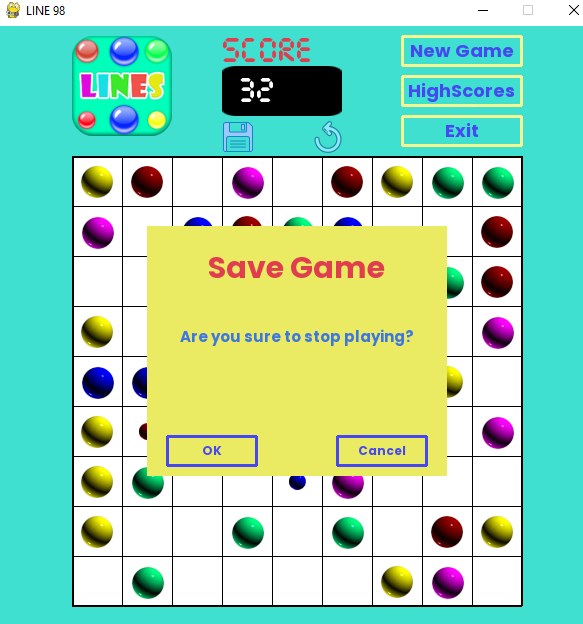 LINE 98
LINES
SCORE
32
New Game
HighScores
Exit
Save Game
Are you sure to stop playing?
OK
Cancel